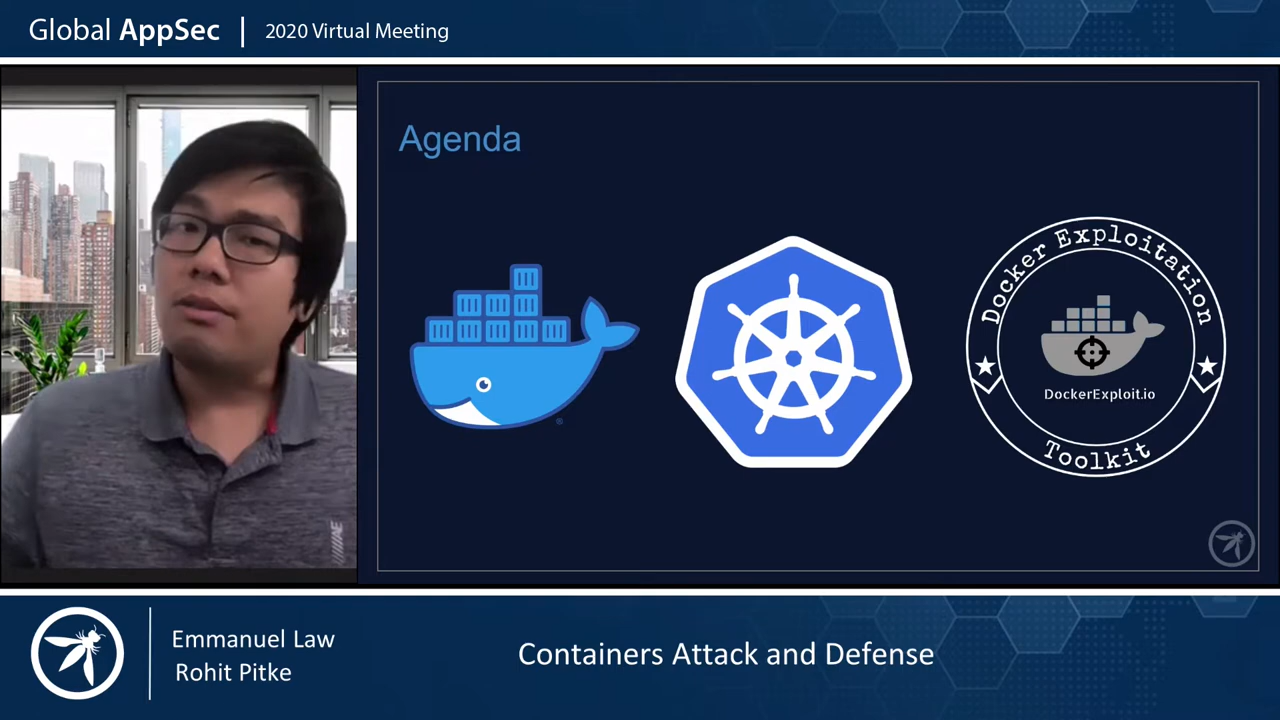 Global AppSec
2020 Virtual Meeting
Agenda
Docker Exploitation
DockerExploit.io
Toolkit
Emmanuel Law
Rohit Pitke
Containers Attack and Defense